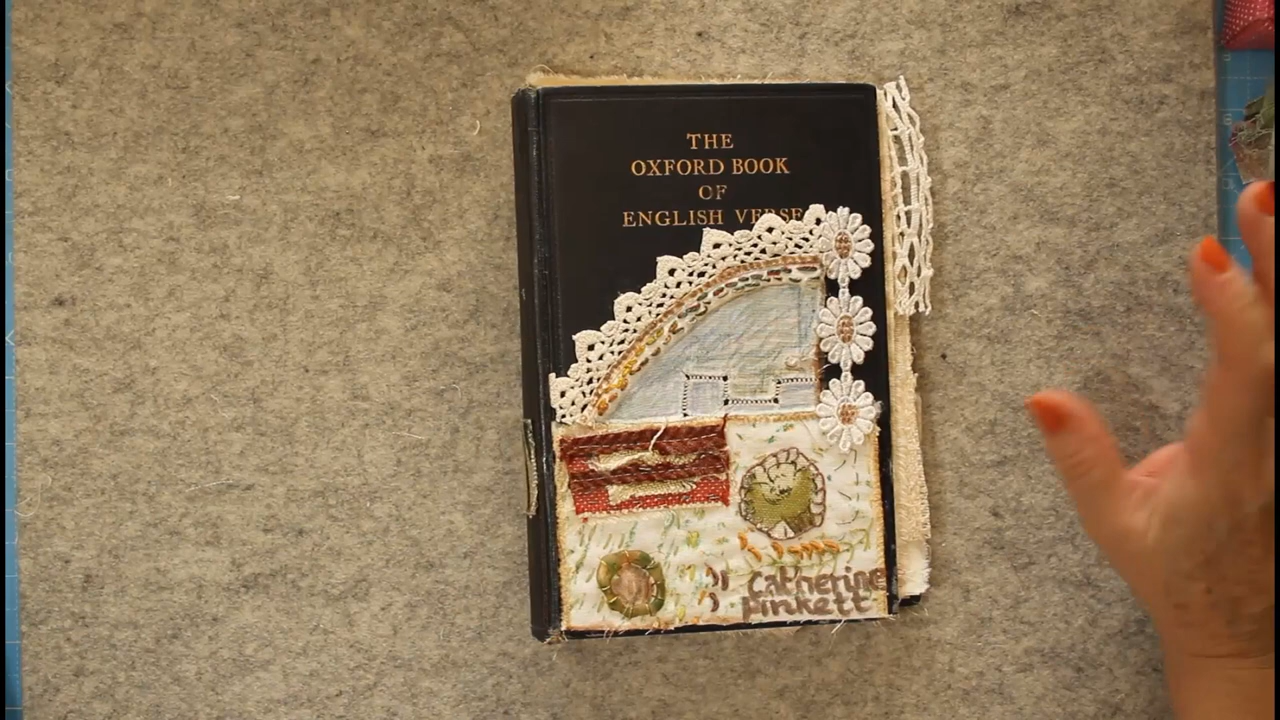 THE
OXFORD BOOK
OF
ENGLISH VERSE
Catherine
Pinkett